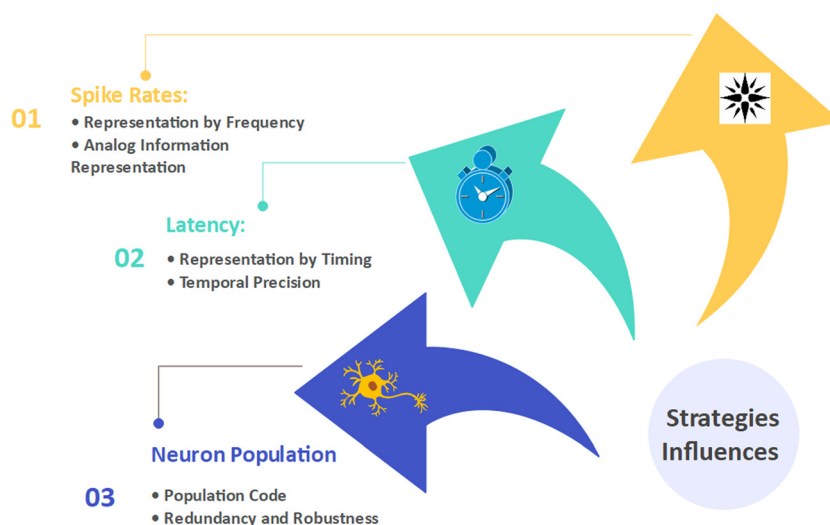 01
Spike Rates:
• Representation by Frequency
• Analog Information
Representation
02
Latency:
• Representation by Timing
• Temporal Precision
03
Neuron Population
• Population Code
• Redundancy and Robustness
Strategies
Influences